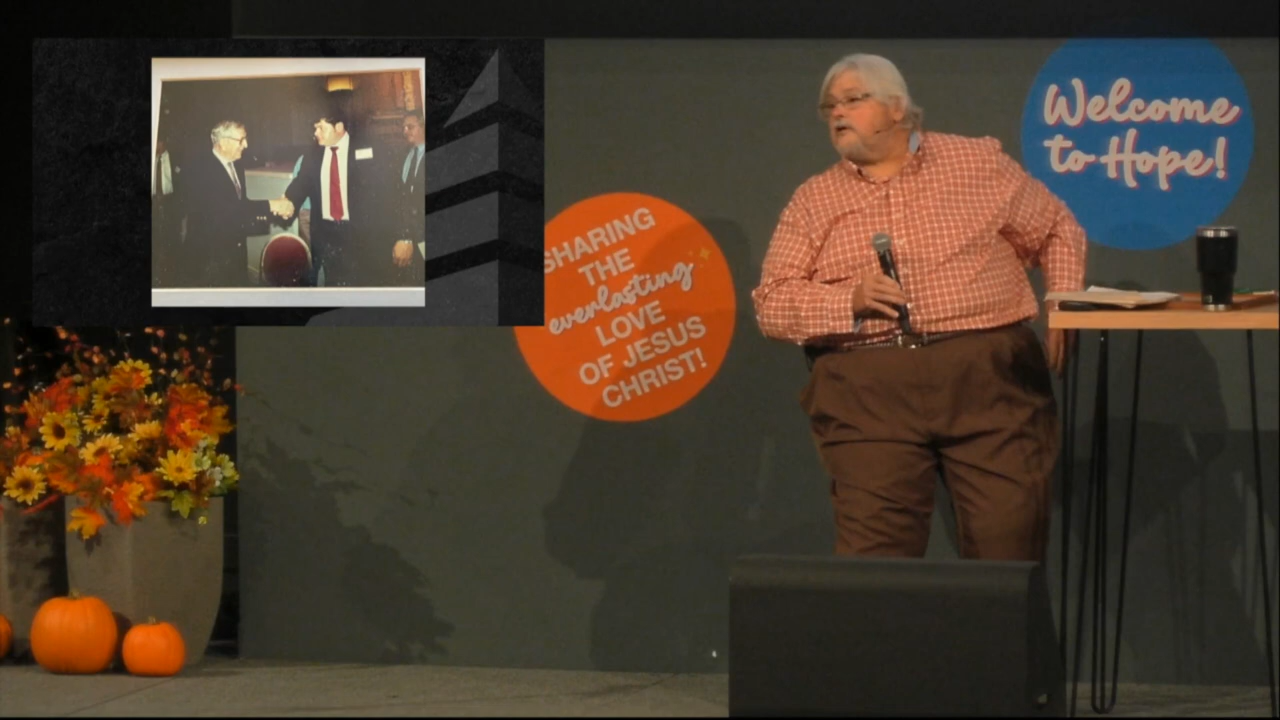 Welcome
to Hope!
SHARING
THE
everlasting
LOVE
OF JESUS
CHRIST!